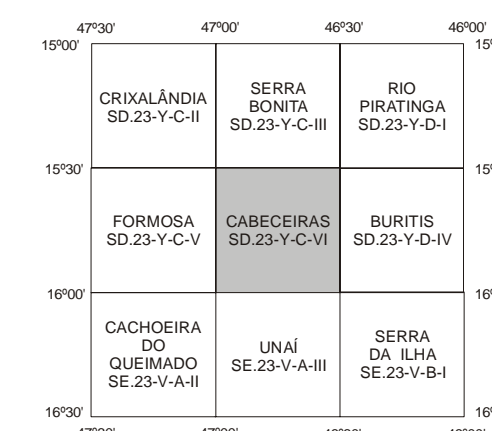 47º30' 47º00' 46º30' 46º00'
15º00'
CRIXALÂNDIA
SD.23-Y-C-II
SERRA
BONITA
SD.23-Y-C-III
RIO
PIRATINGA
SD.23-Y-D-I
15º30'
FORMOSA
SD.23-Y-C-V
CABECEIRAS
SD.23-Y-C-VI
BURITIS
SD.23-Y-D-IV
16º00'
CACHOEIRA
DO
QUEIMADO
SE.23-V-A-II
UNAÍ
SE.23-V-A-III
SERRA
DA ILHA
SE.23-V-B-I
16º30'